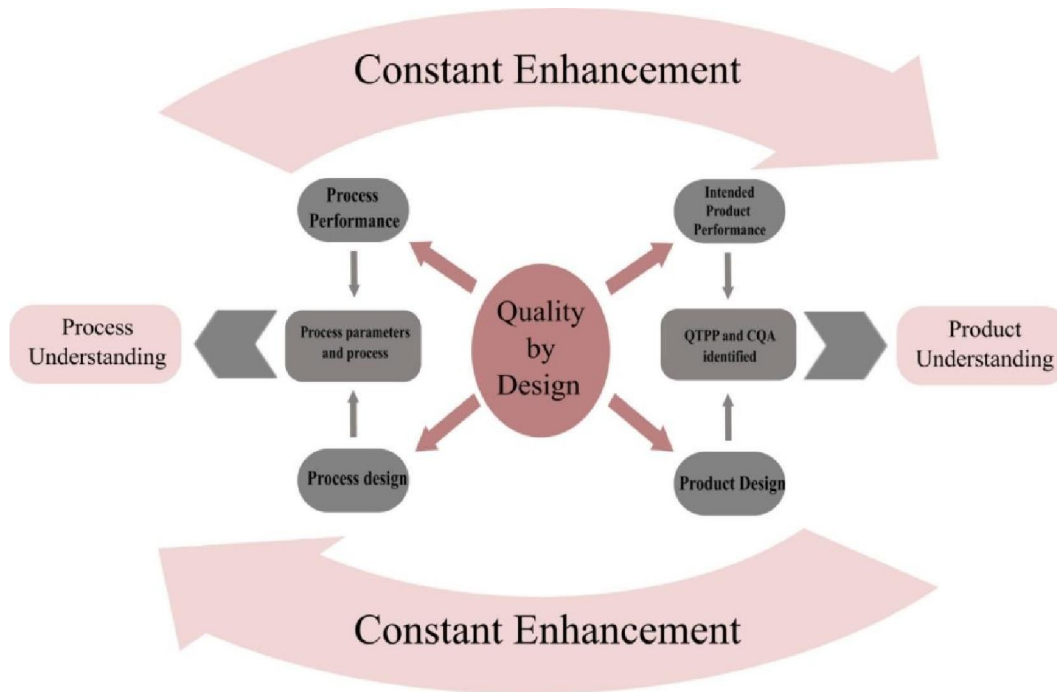 Constant Enhancement
Process
Performance
Intended
Product
Performance
Process
Understanding
Process parameters
and process
Quality
by
Design
QTPP and CQA
identified
Product
Understanding
Process design
Product Design
Constant Enhancement